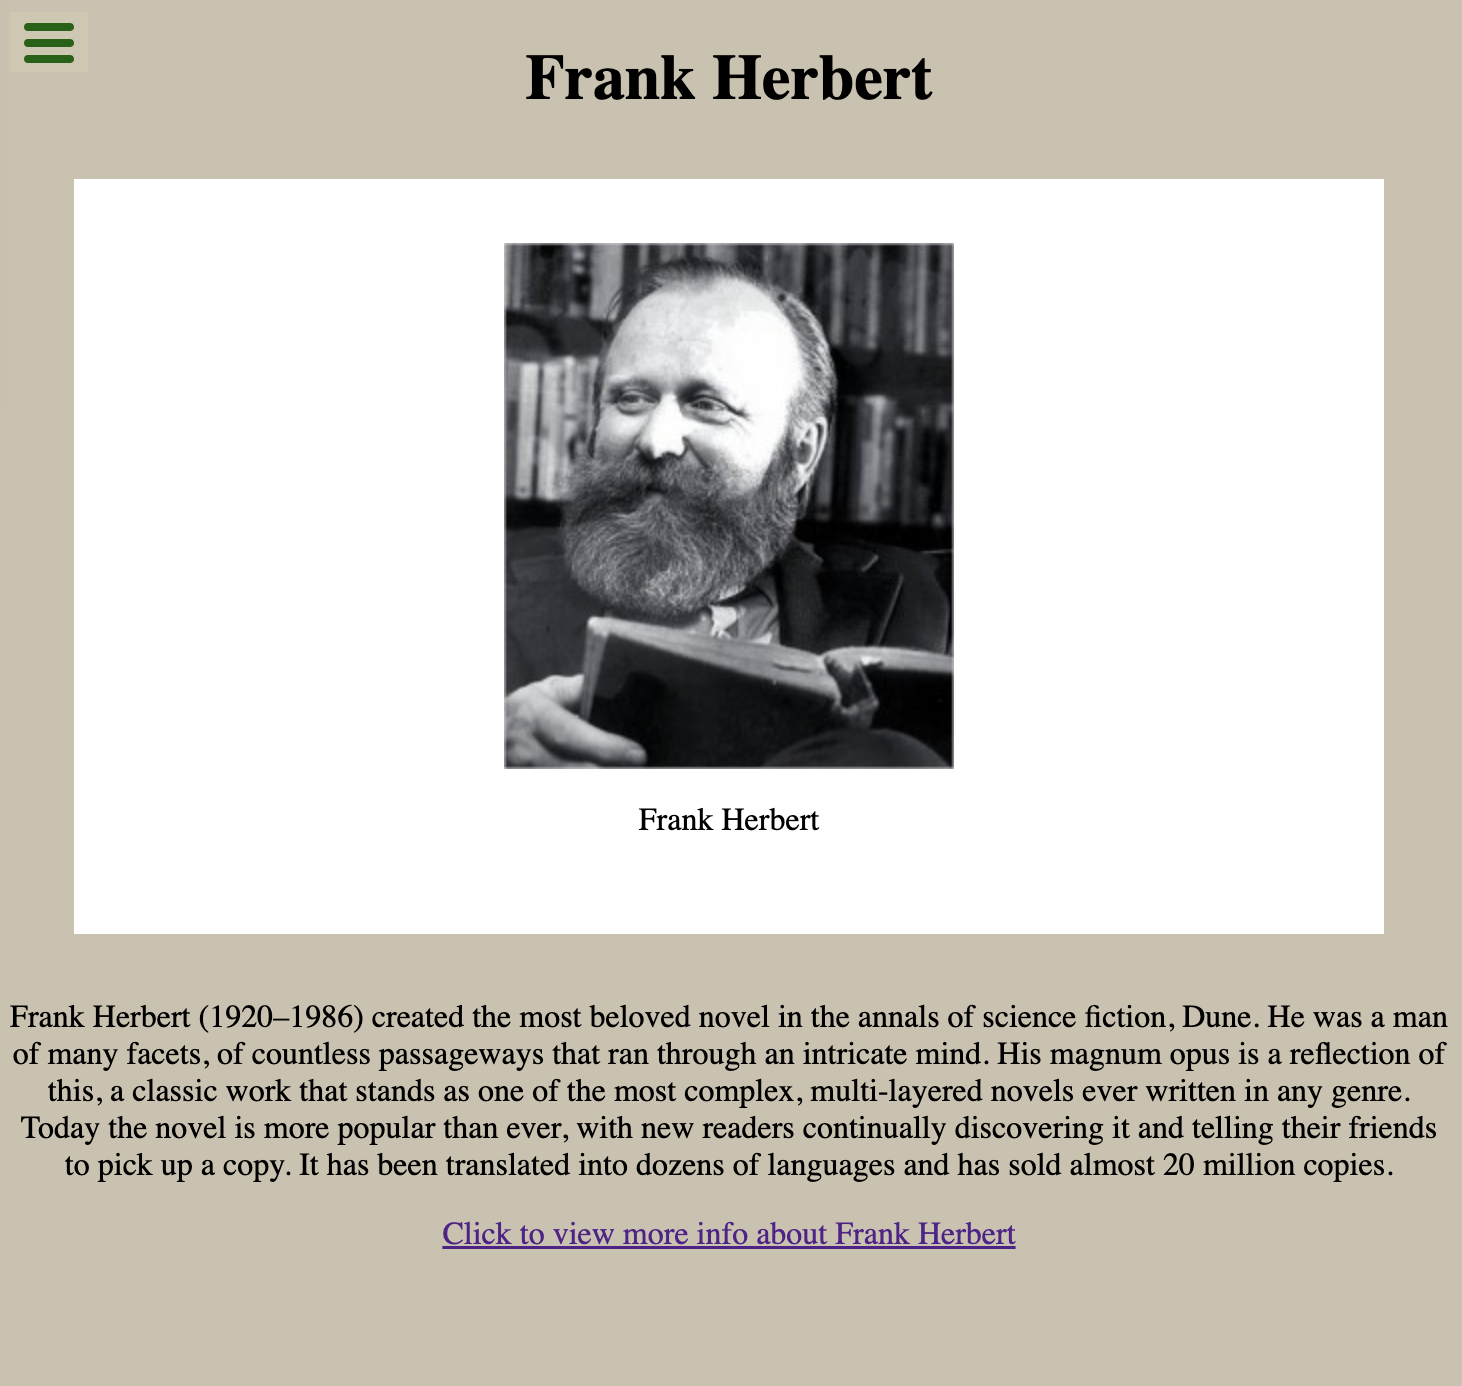 Frank Herbert
Frank Herbert
Frank Herbert (1920–1986) created the most beloved novel in the annals of science fiction, Dune. He was a man
of many facets, of countless passageways that ran through an intricate mind. His magnum opus is a reflection of
this, a classic work that stands as one of the most complex, multi-layered novels ever written in any genre.
Today the novel is more popular than ever, with new readers continually discovering it and telling their friends
to pick up a copy. It has been translated into dozens of languages and has sold almost 20 million copies.
Click to view more info about Frank Herbert